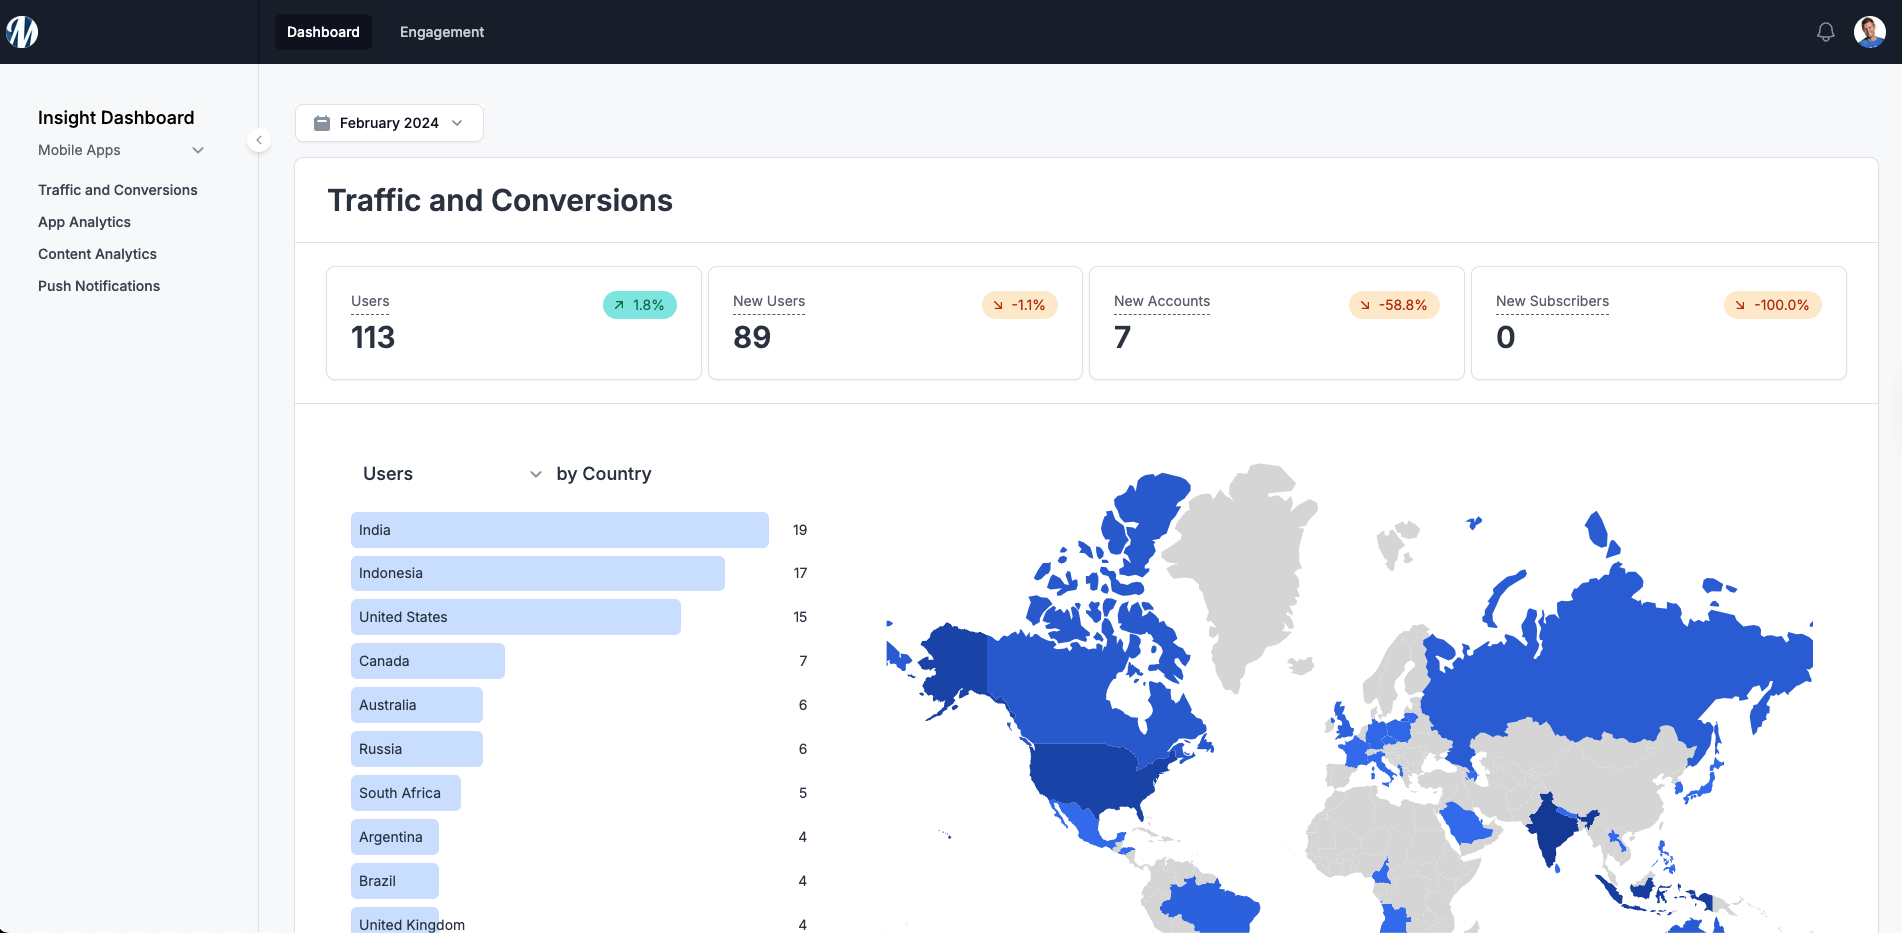 Dashboard
Engagement
Insight Dashboard
Mobile Apps
Traffic and Conversions
App Analytics
Content Analytics
Push Notifications
February 2024
Traffic and Conversions
Users
1.8%
113
New Users
-1.1%
89
New Accounts
-58.8%
7
New Subscribers
-100.0%
0
Users by Country
India 19
Indonesia 17
United States 15
Canada 7
Australia 6
Russia 6
South Africa 5
Argentina 4
Brazil 4
United Kingdom 4